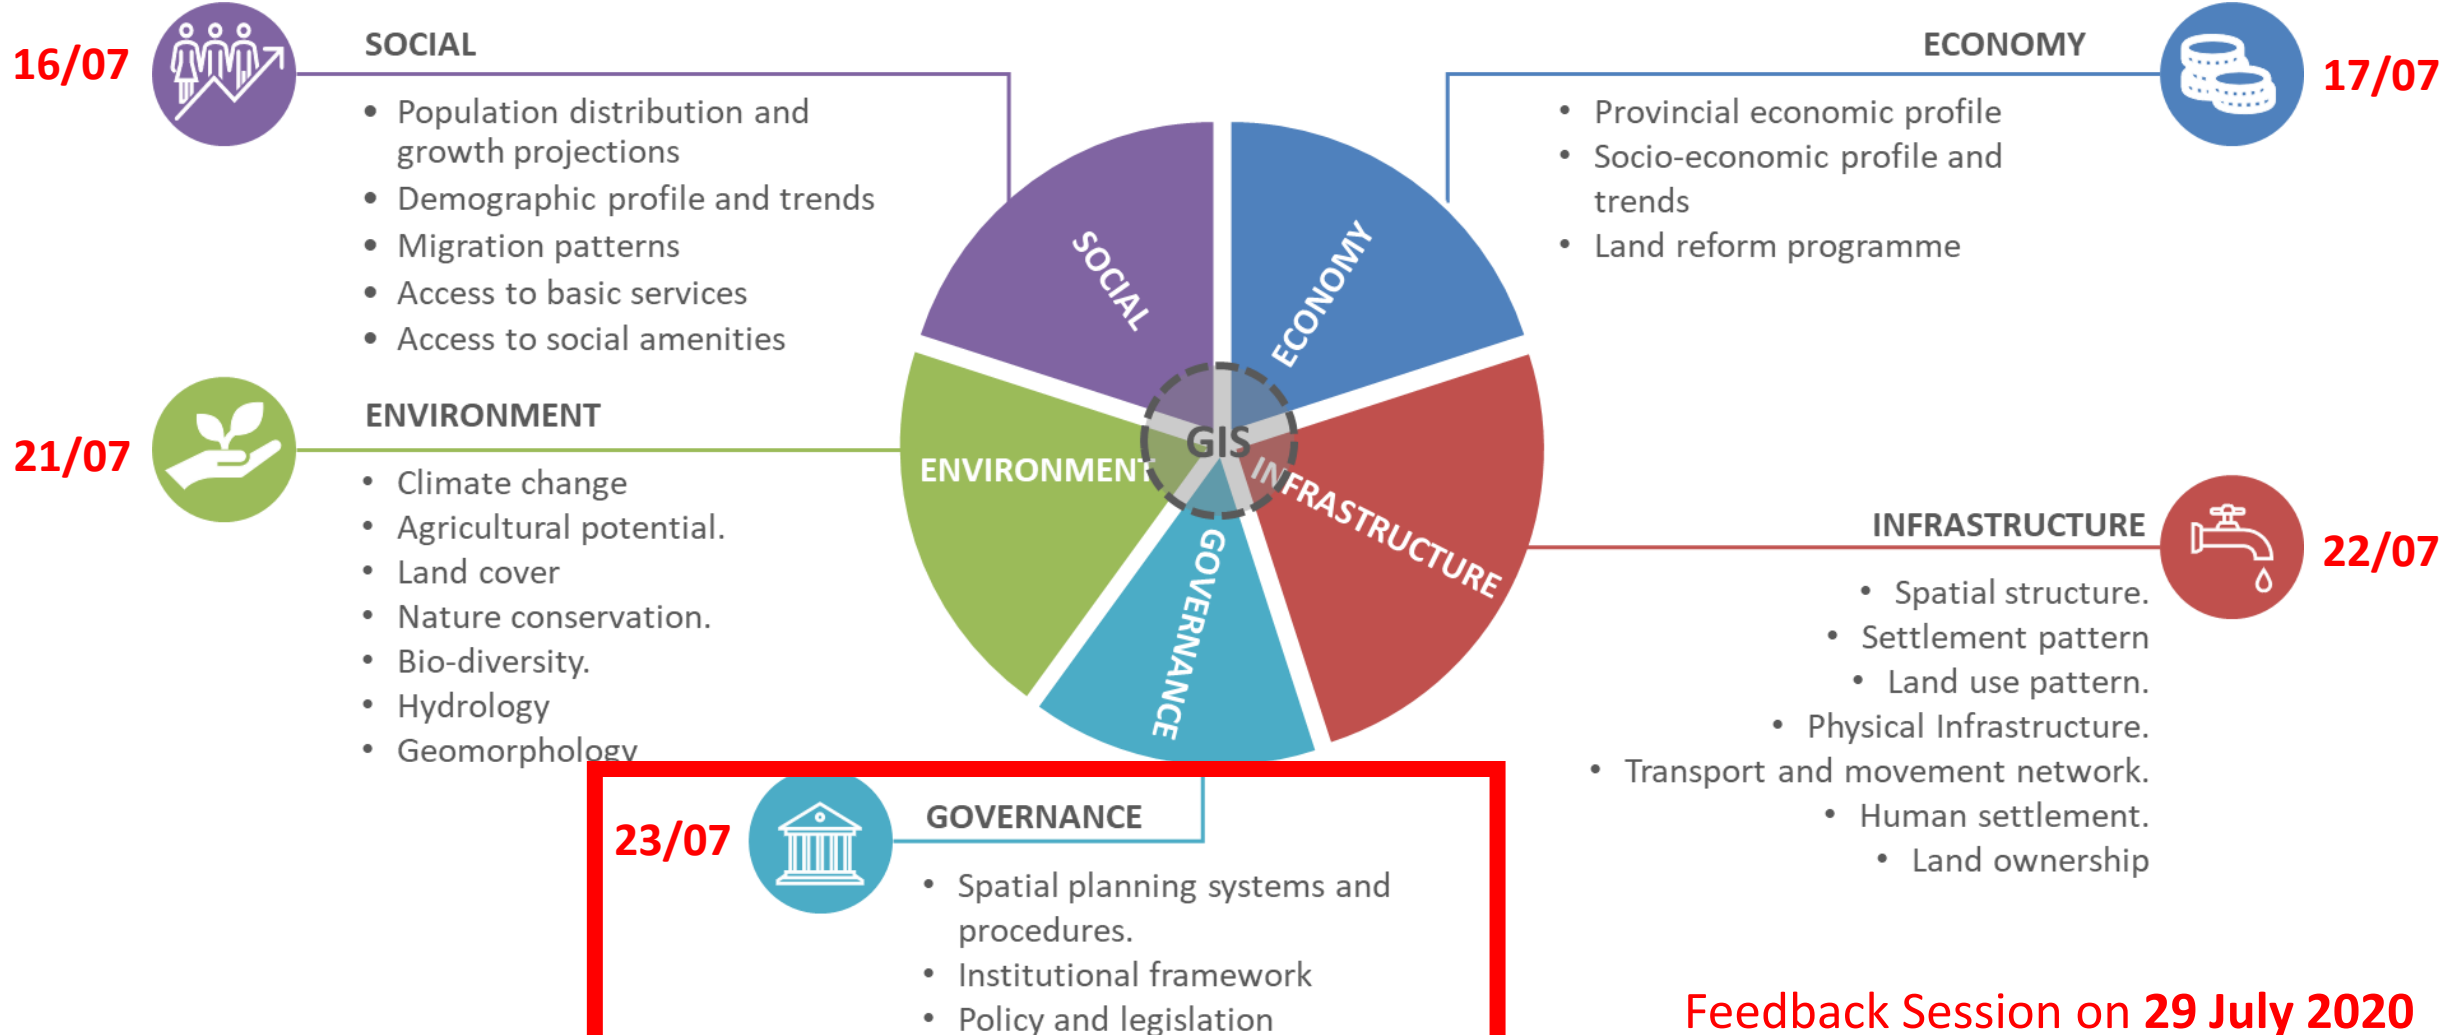 16/07
SOCIAL
• Population distribution and
growth projections
• Demographic profile and trends
• Migration patterns
• Access to basic services
• Access to social amenities
ECONOMY
17/07
• Provincial economic profile
• Socio-economic profile and
trends
• Land reform programme
SOCIAL
ECONOMY
GIS
ENVIRONMENT
INFRASTRUCTURE
GOVERNANCE
21/07
ENVIRONMENT
• Climate change
• Agricultural potential.
• Land cover
• Nature conservation.
• Bio-diversity.
• Hydrology
• Geomorphology
INFRASTRUCTURE
22/07
• Spatial structure.
• Settlement pattern
• Land use pattern.
• Physical Infrastructure.
• Transport and movement network.
• Human settlement.
• Land ownership
23/07
GOVERNANCE
• Spatial planning systems and
procedures.
• Institutional framework
• Policy and legislation
Feedback Session on 29 July 2020